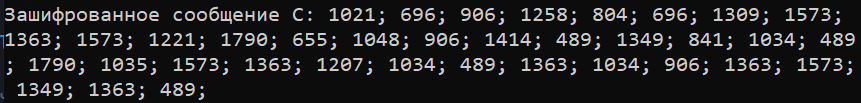 Зашифрованное сообщение C: 1021; 696; 906; 1258; 804; 696; 1309; 1573;
1363; 1573; 1221; 1790; 655; 1048; 906; 1414; 489; 1349; 841; 1034; 489
; 1790; 1035; 1573; 1363; 1207; 1034; 489; 1363; 1034; 906; 1363; 1573;
1349; 1363; 489;